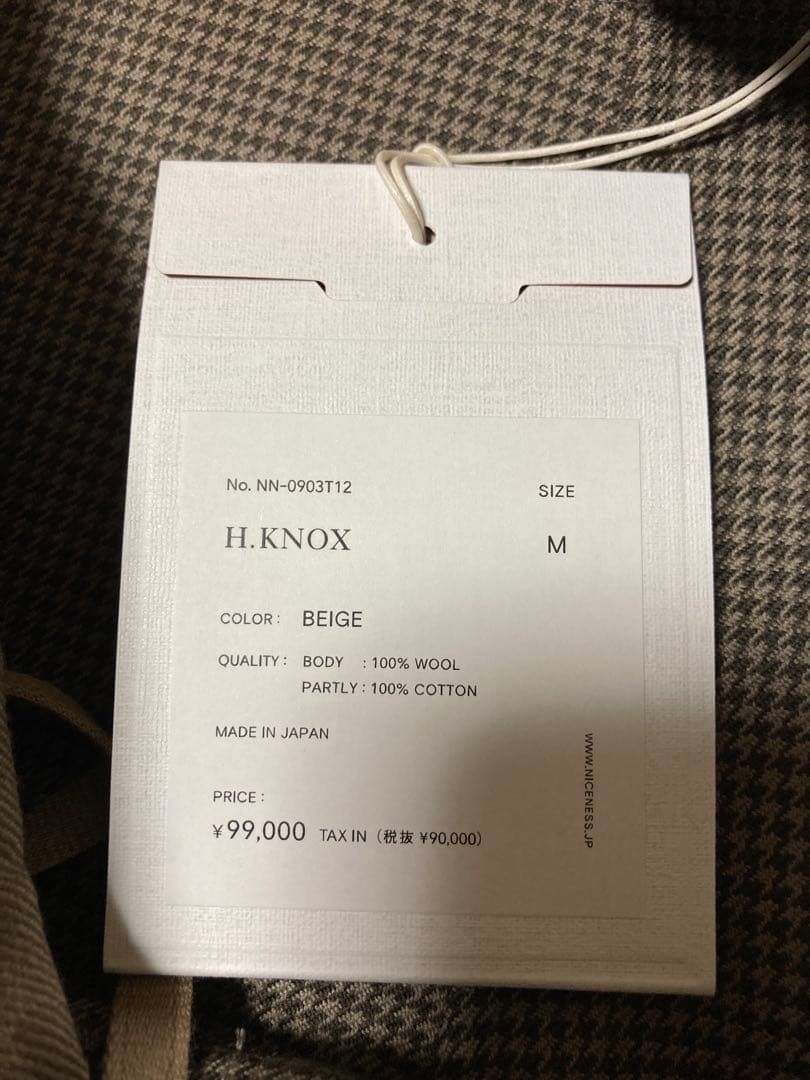 No. NN-0903T12
SIZE
H.KNOX
M
COLOR: BEIGE
QUALITY: BODY : 100% WOOL
PARTLY: 100% COTTON
MADE IN JAPAN
WWW.NICENESS.JP
PRICE:
¥99,000 TAX IN (税抜 ¥90,000)